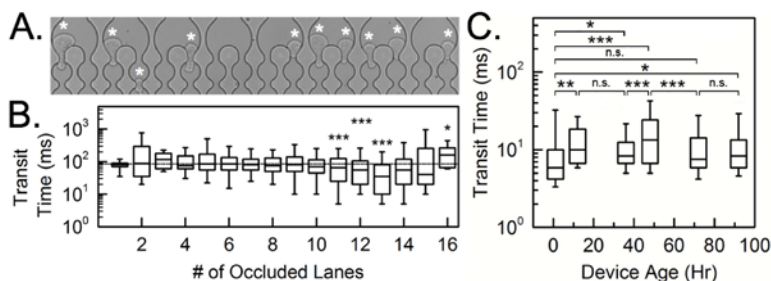 A.
* * * * * * * * *
B.
Transit Time (ms)
10³
10²
10¹
10⁰
*** *** *** *
2 4 6 8 10 12 14 16
# of Occluded Lanes
C.
Transit Time (ms)
10²
10¹
10⁰
*
***
n.s.
*
** n.s. *** *** n.s.
0 20 40 60 80 100
Device Age (Hr)